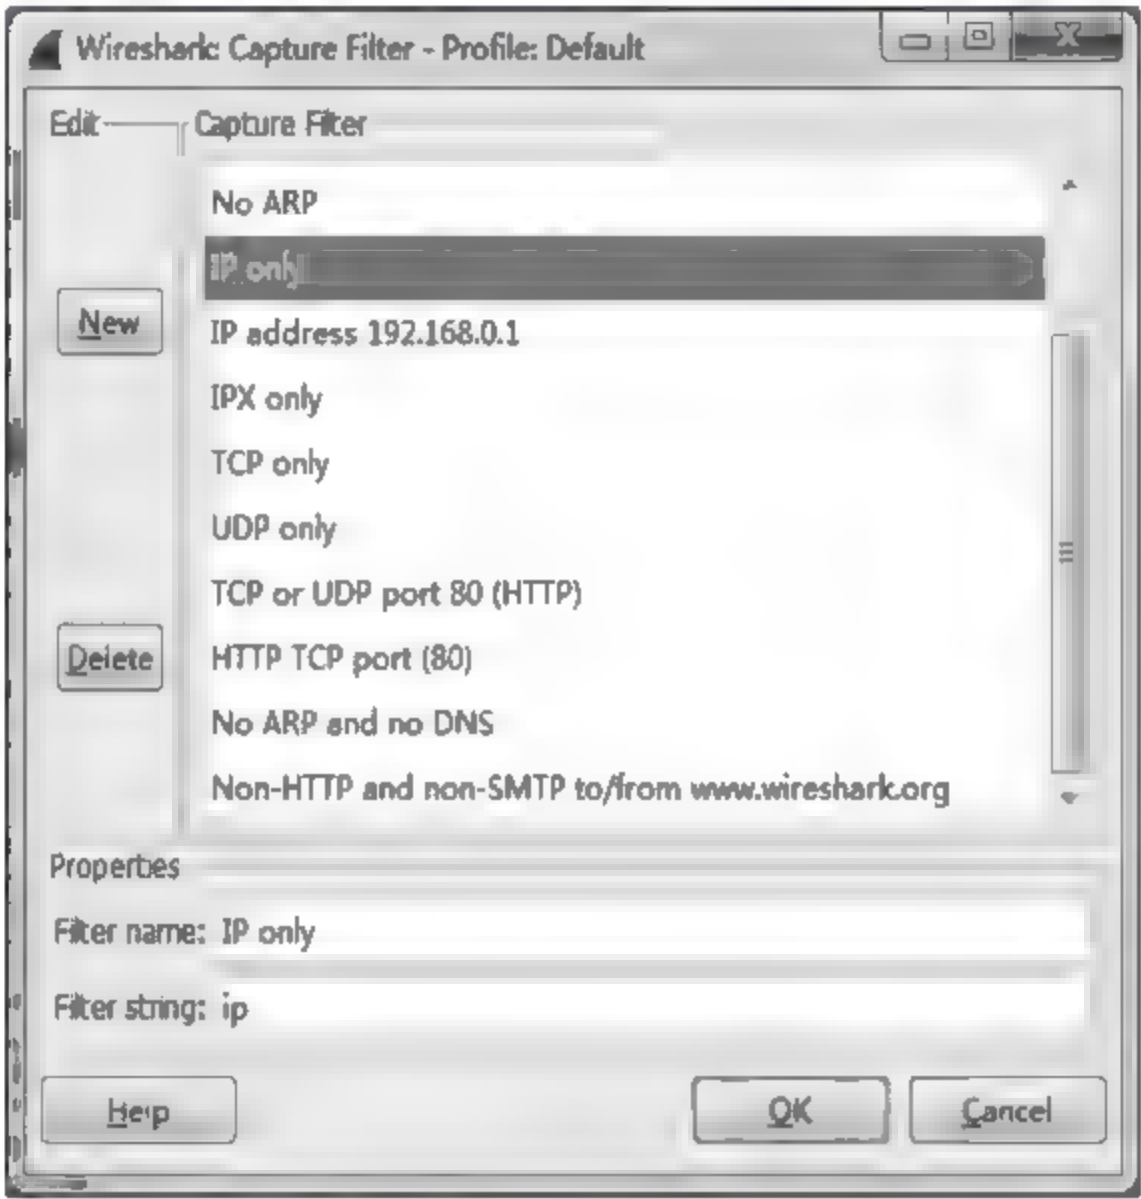 Wireshark: Capture Filter - Profile: Default
Edit
Capture Filter
No ARP
IP only
New
IP address 192.168.0.1
IPX only
TCP only
UDP only
TCP or UDP port 80 (HTTP)
Delete
HTTP TCP port (80)
No ARP and no DNS
Non-HTTP and non-SMTP to/from www.wireshark.org
Properties
Filter name: IP only
Filter string: ip
Help
OK
Cancel